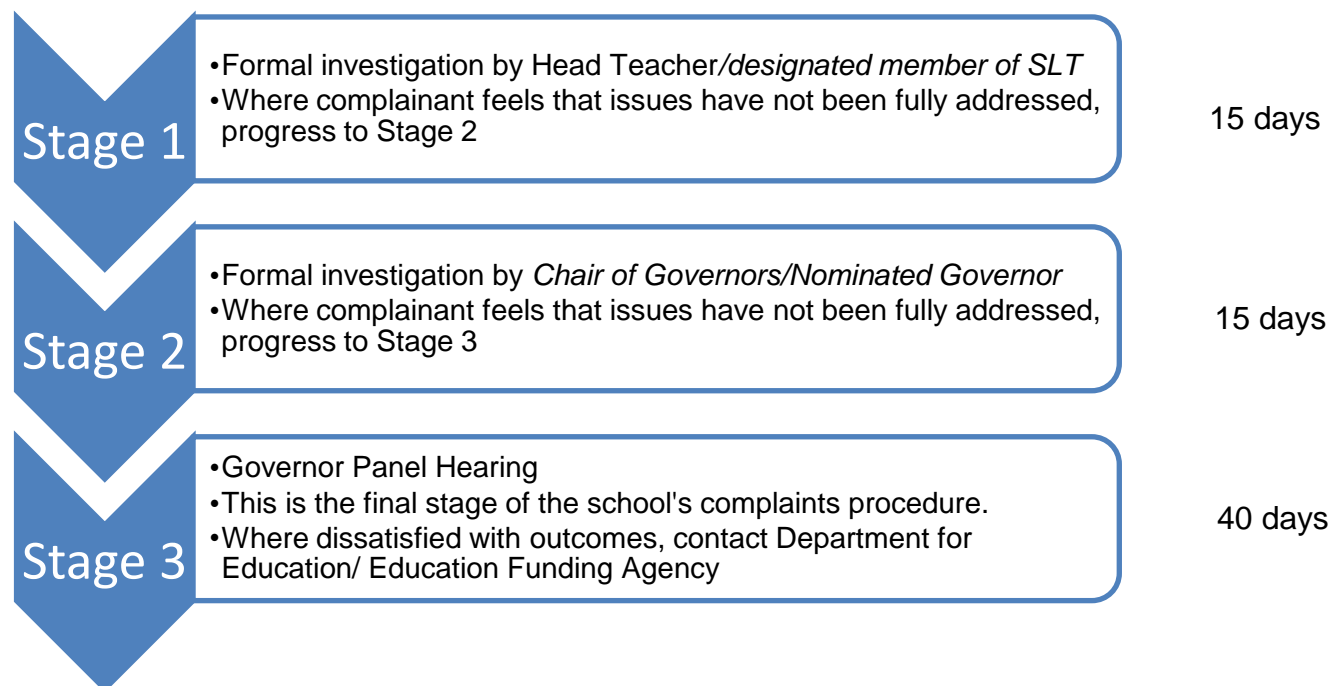 Stage 1
•Formal investigation by Head Teacher/designated member of SLT
•Where complainant feels that issues have not been fully addressed,
progress to Stage 2
15 days
Stage 2
•Formal investigation by Chair of Governors/Nominated Governor
•Where complainant feels that issues have not been fully addressed,
progress to Stage 3
15 days
Stage 3
•Governor Panel Hearing
•This is the final stage of the school's complaints procedure.
•Where dissatisfied with outcomes, contact Department for
Education/ Education Funding Agency
40 days